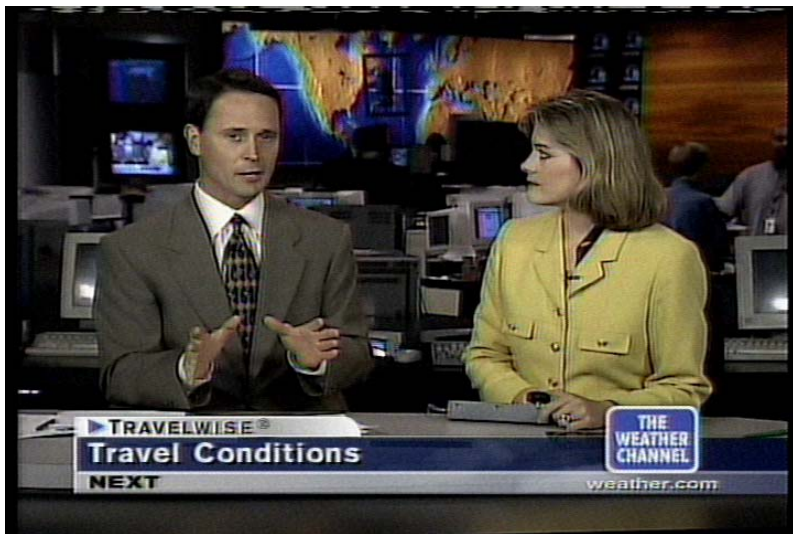 TRAVELWISE®
Travel Conditions
NEXT
THE
WEATHER
CHANNEL
weather.com